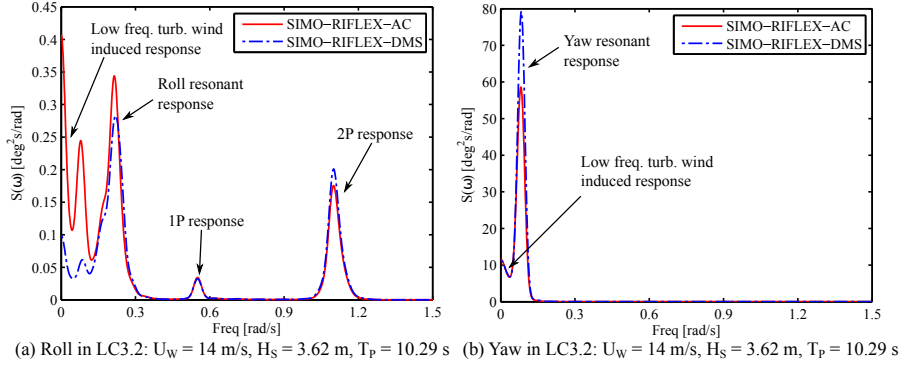 0.45
0.4
0.35
0.3
0.25
0.2
0.15
0.1
0.05
0
S(ω) [deg²s/rad]
Low freq. turb. wind
induced response
SIMO−RIFLEX−AC
SIMO−RIFLEX−DMS
Roll resonant
response
2P response
1P response
0 0.3 0.6 0.9 1.2 1.5
Freq [rad/s]
(a) Roll in LC3.2: U_W = 14 m/s, H_S = 3.62 m, T_P = 10.29 s
80
70
60
50
40
30
20
10
0
S(ω) [deg²s/rad]
SIMO−RIFLEX−AC
SIMO−RIFLEX−DMS
Yaw resonant
response
Low freq. turb. wind
induced response
0 0.3 0.6 0.9 1.2 1.5
Freq [rad/s]
(b) Yaw in LC3.2: U_W = 14 m/s, H_S = 3.62 m, T_P = 10.29 s